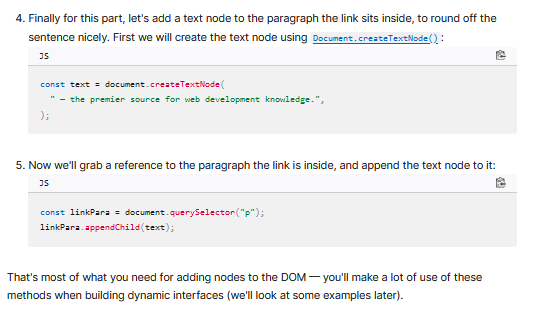 4. Finally for this part, let's add a text node to the paragraph the link sits inside, to round off the
sentence nicely. First we will create the text node using Document.createTextNode():
JS
const text = document.createTextNode(
" — the premier source for web development knowledge.",
);
5. Now we'll grab a reference to the paragraph the link is inside, and append the text node to it:
JS
const linkPara = document.querySelector("p");
linkPara.appendChild(text);
That's most of what you need for adding nodes to the DOM — you'll make a lot of use of these
methods when building dynamic interfaces (we'll look at some examples later).